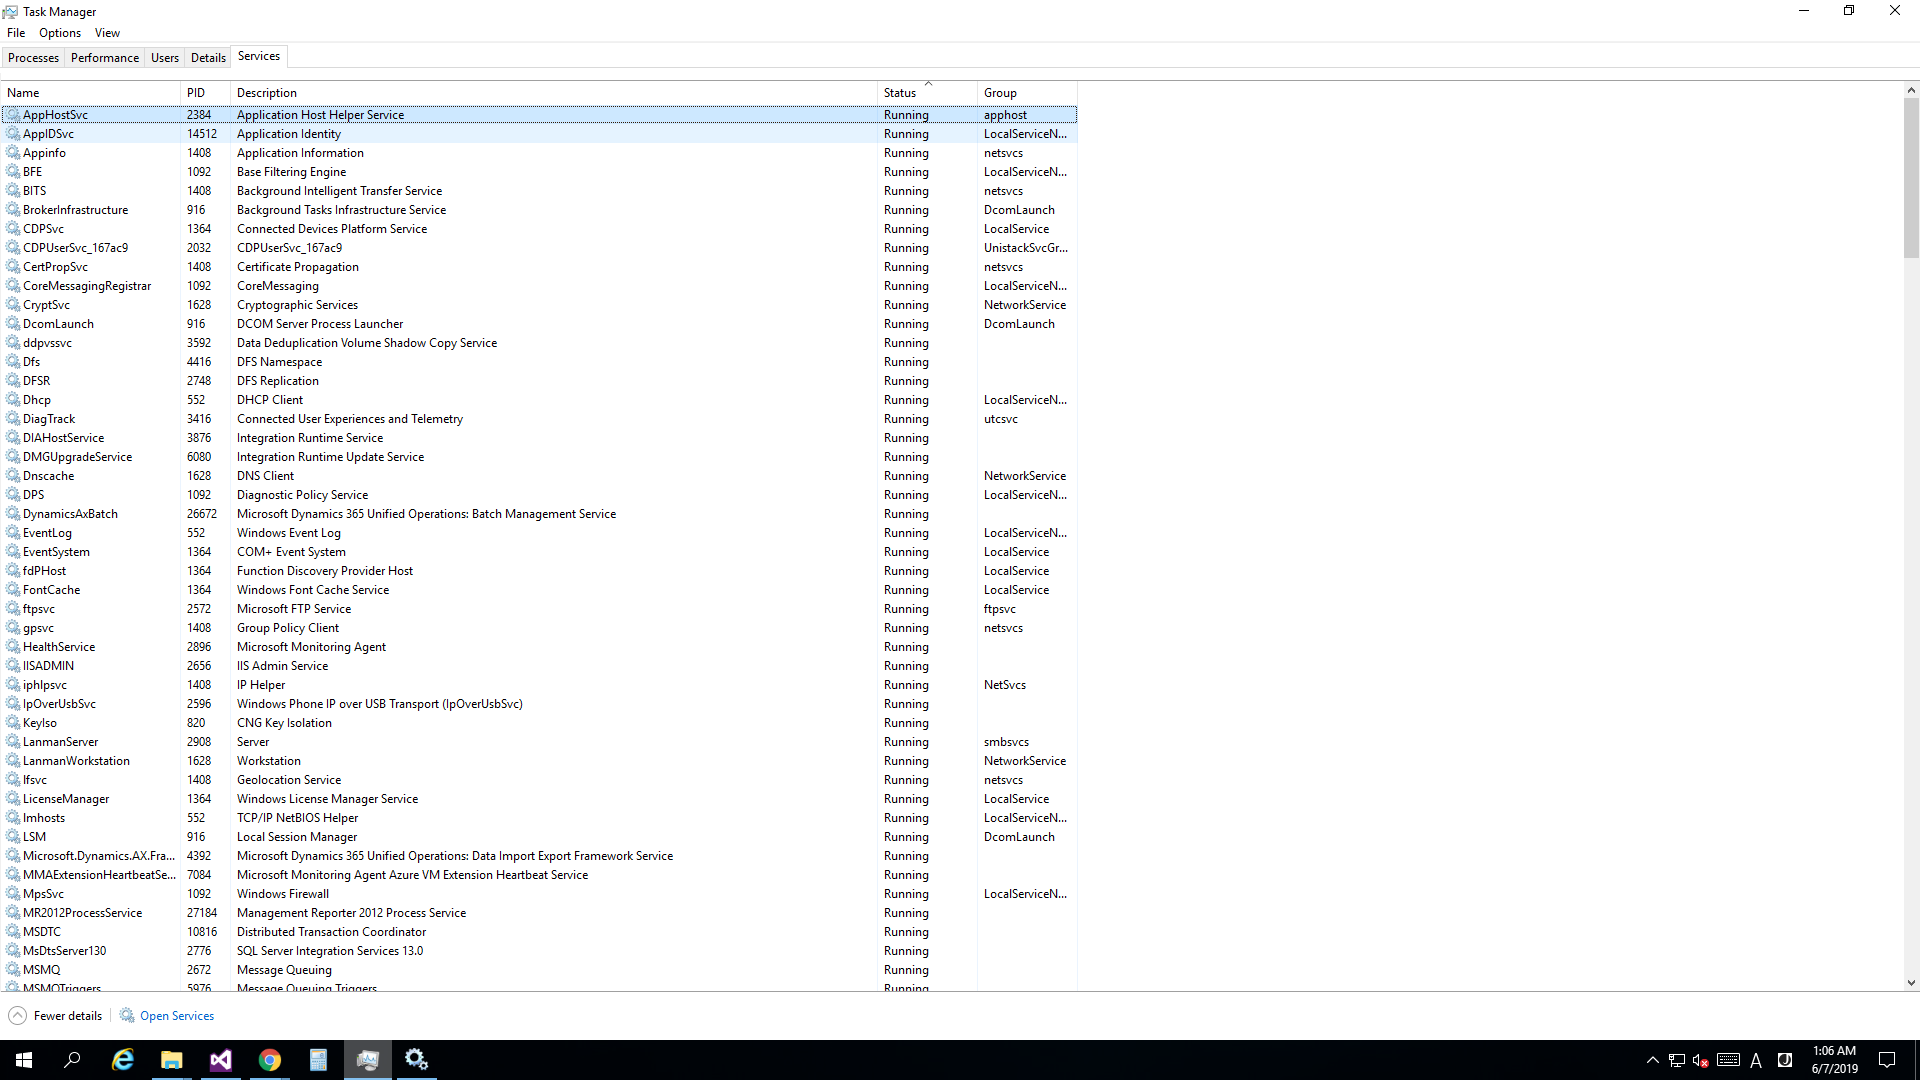 Task Manager
File Options View
Processes Performance Users Details Services
Name PID Description Status Group
AppHostSvc 2384 Application Host Helper Service Running apphost
AppIDSvc 14512 Application Identity Running LocalServiceN...
Appinfo 1408 Application Information Running netsvcs
BFE 1092 Base Filtering Engine Running LocalServiceN...
BITS 1408 Background Intelligent Transfer Service Running netsvcs
BrokerInfrastructure 916 Background Tasks Infrastructure Service Running DcomLaunch
CDPSvc 1364 Connected Devices Platform Service Running LocalService
CDPUserSvc_167ac9 2032 CDPUserSvc_167ac9 Running UnistackSvcGr...
CertPropSvc 1408 Certificate Propagation Running netsvcs
CoreMessagingRegistrar 1092 CoreMessaging Running LocalServiceN...
CryptSvc 1628 Cryptographic Services Running NetworkService
DcomLaunch 916 DCOM Server Process Launcher Running DcomLaunch
ddpvssvc 3592 Data Deduplication Volume Shadow Copy Service Running
Dfs 4416 DFS Namespace Running
DFSR 2748 DFS Replication Running
Dhcp 552 DHCP Client Running LocalServiceN...
DiagTrack 3416 Connected User Experiences and Telemetry Running utcsvc
DIAHostService 3876 Integration Runtime Service Running
DMGUpgradeService 6080 Integration Runtime Update Service Running
Dnscache 1628 DNS Client Running NetworkService
DPS 1092 Diagnostic Policy Service Running LocalServiceN...
DynamicsAxBatch 26672 Microsoft Dynamics 365 Unified Operations: Batch Management Service Running
EventLog 552 Windows Event Log Running LocalServiceN...
EventSystem 1364 COM+ Event System Running LocalService
fdPHost 1364 Function Discovery Provider Host Running LocalService
FontCache 1364 Windows Font Cache Service Running LocalService
ftpsvc 2572 Microsoft FTP Service Running ftpsvc
gpsvc 1408 Group Policy Client Running netsvcs
HealthService 2896 Microsoft Monitoring Agent Running
IISADMIN 2656 IIS Admin Service Running
iphlpsvc 1408 IP Helper Running NetSvcs
IpOverUsbSvc 2596 Windows Phone IP over USB Transport (IpOverUsbSvc) Running
KeyIso 820 CNG Key Isolation Running
LanmanServer 2908 Server Running smbsvcs
LanmanWorkstation 1628 Workstation Running NetworkService
lfsvc 1408 Geolocation Service Running netsvcs
LicenseManager 1364 Windows License Manager Service Running LocalService
lmhosts 552 TCP/IP NetBIOS Helper Running LocalServiceN...
LSM 916 Local Session Manager Running DcomLaunch
Microsoft.Dynamics.AX.Fra... 4392 Microsoft Dynamics 365 Unified Operations: Data Import Export Framework Service Running
MMAExtensionHeartbeatSe... 7084 Microsoft Monitoring Agent Azure VM Extension Heartbeat Service Running
MpsSvc 1092 Windows Firewall Running LocalServiceN...
MR2012ProcessService 27184 Management Reporter 2012 Process Service Running
MSDTC 10816 Distributed Transaction Coordinator Running
MsDtsServer130 2776 SQL Server Integration Services 13.0 Running
MSMQ 2672 Message Queuing Running
MSMQTriggers 5976 Message Queuing Triggers Running
Fewer details Open Services
A 1:06 AM
6/7/2019